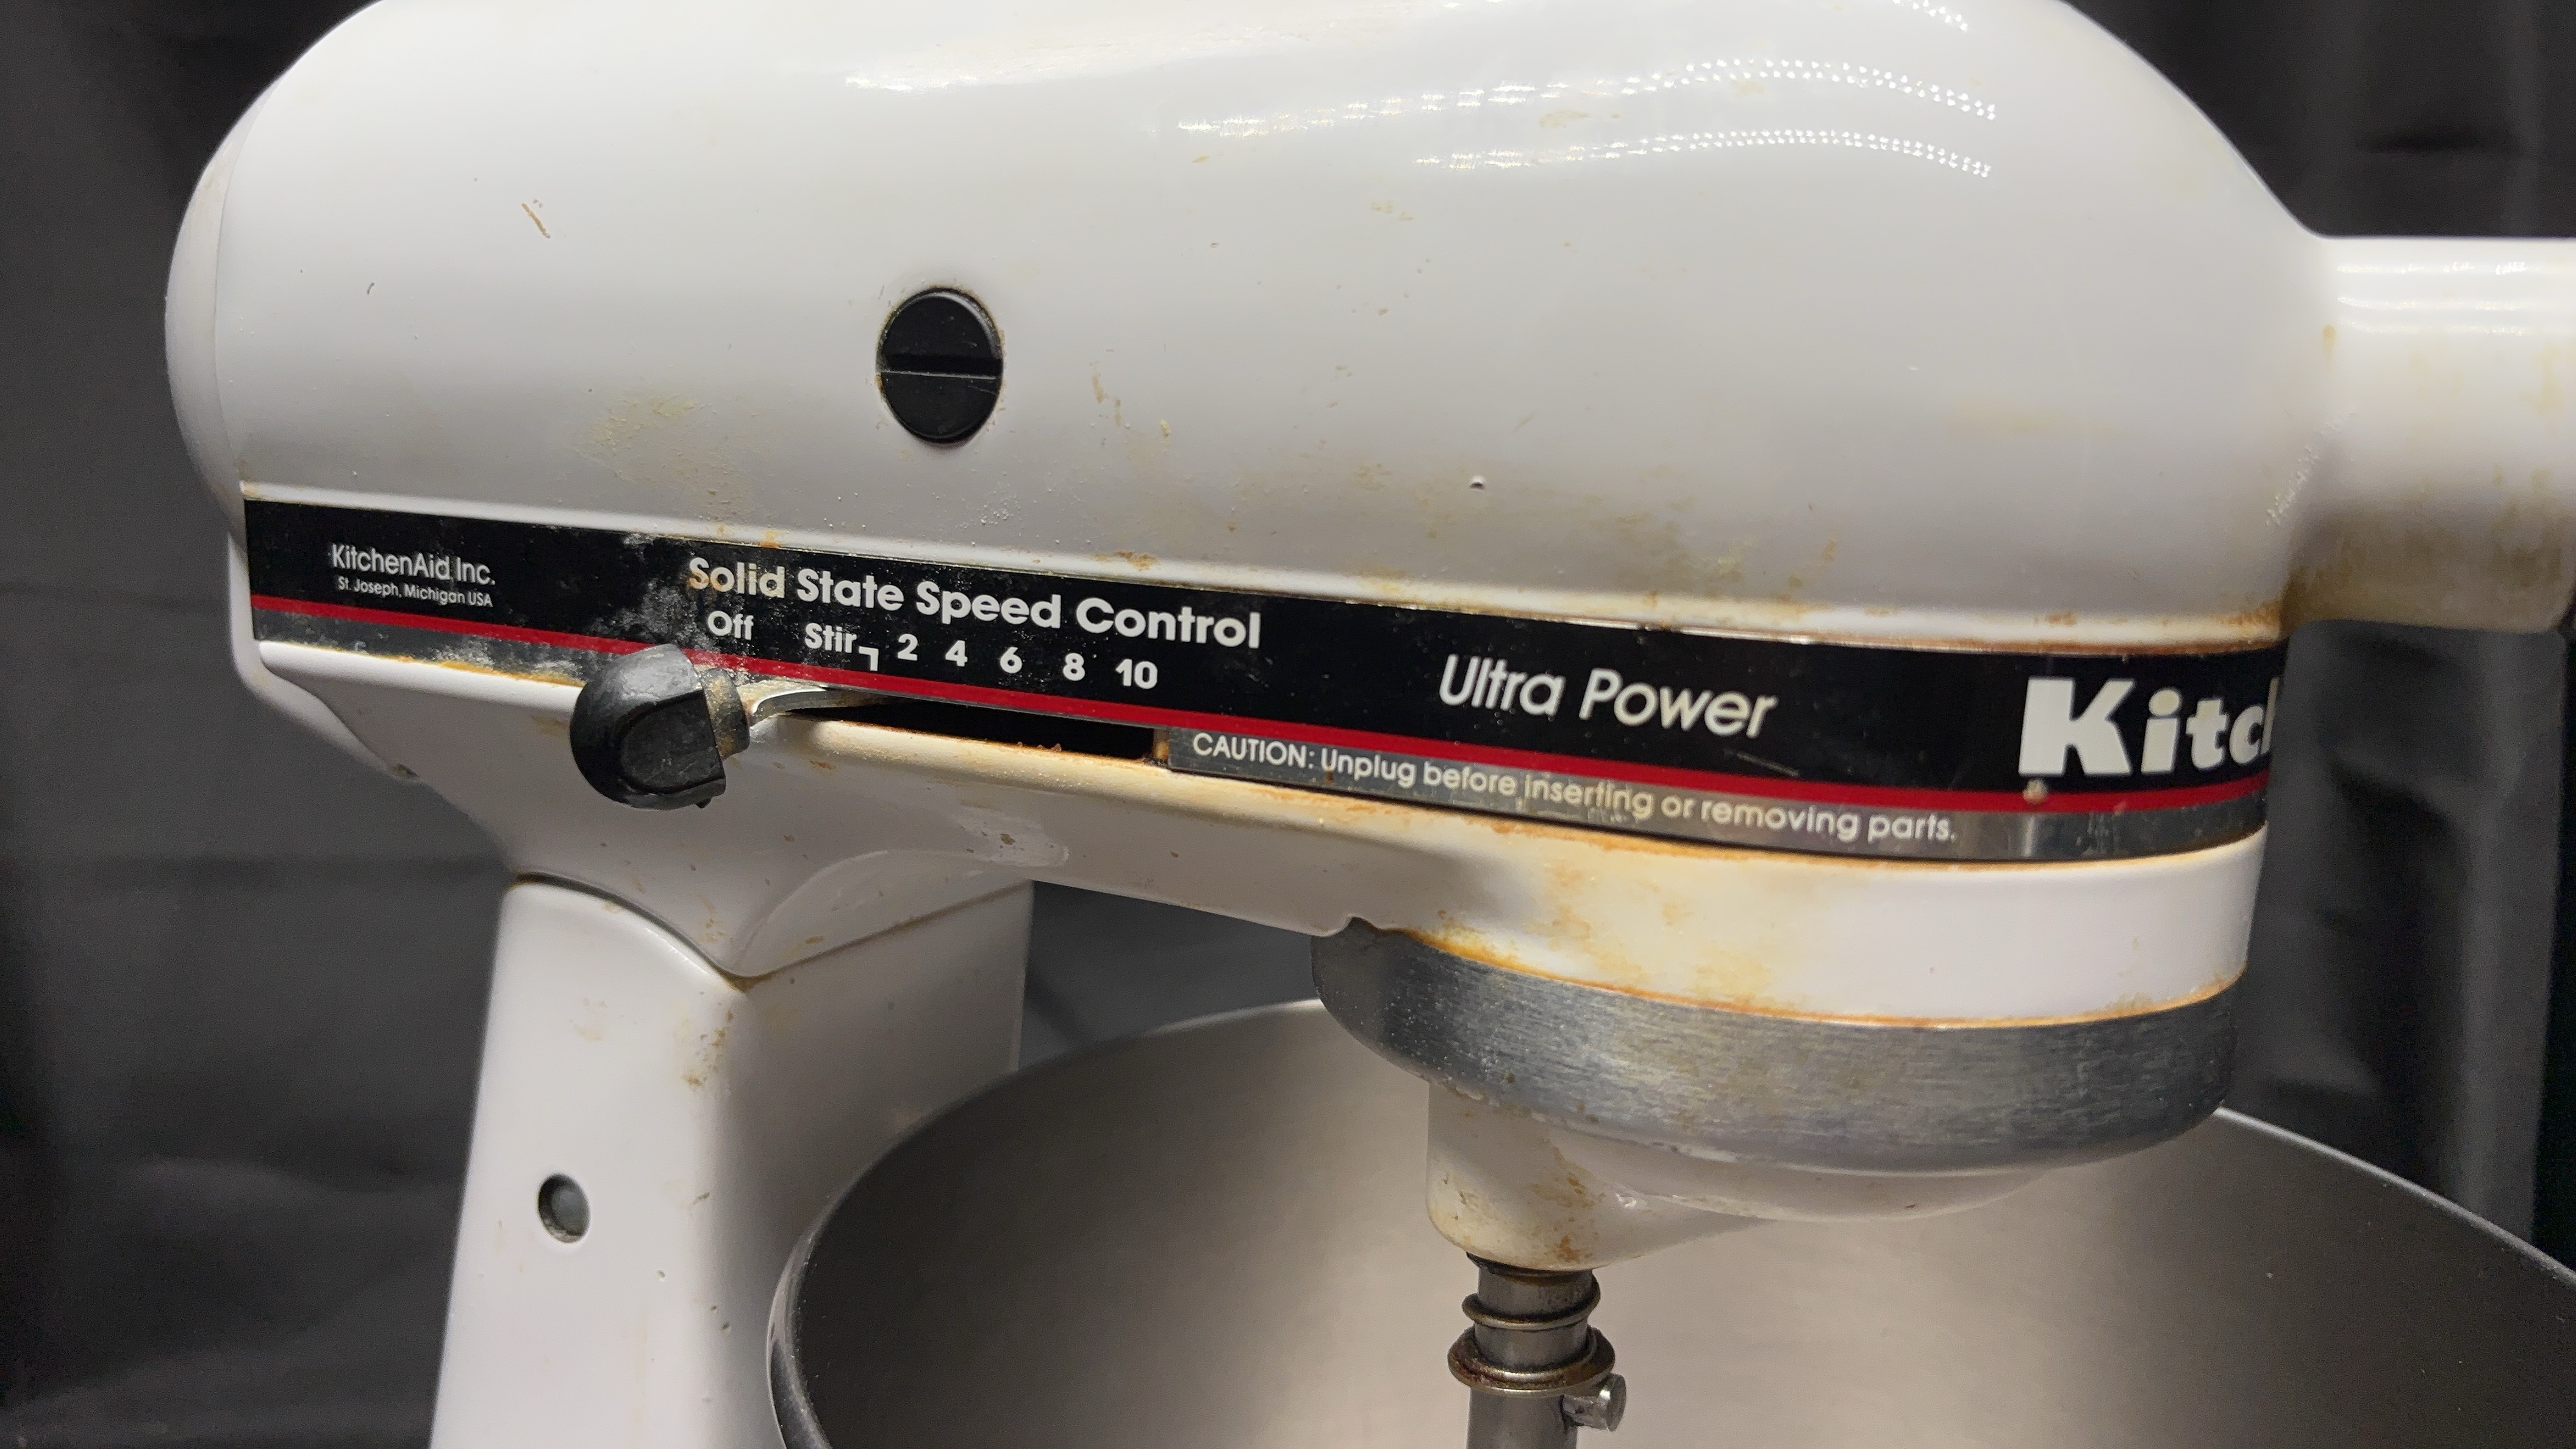 KitchenAid Inc.
St. Joseph, Michigan USA
Solid State Speed Control
Off Stir 2 4 6 8 10
Ultra Power
Kitch
CAUTION: Unplug before inserting or removing parts.